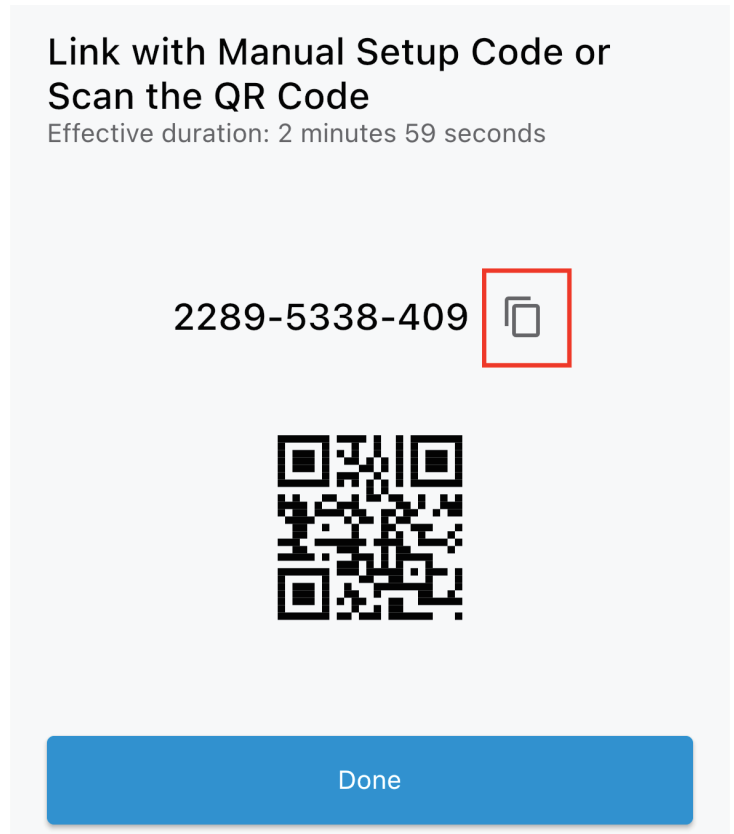 Link with Manual Setup Code or
Scan the QR Code
Effective duration: 2 minutes 59 seconds
2289-5338-409
Done